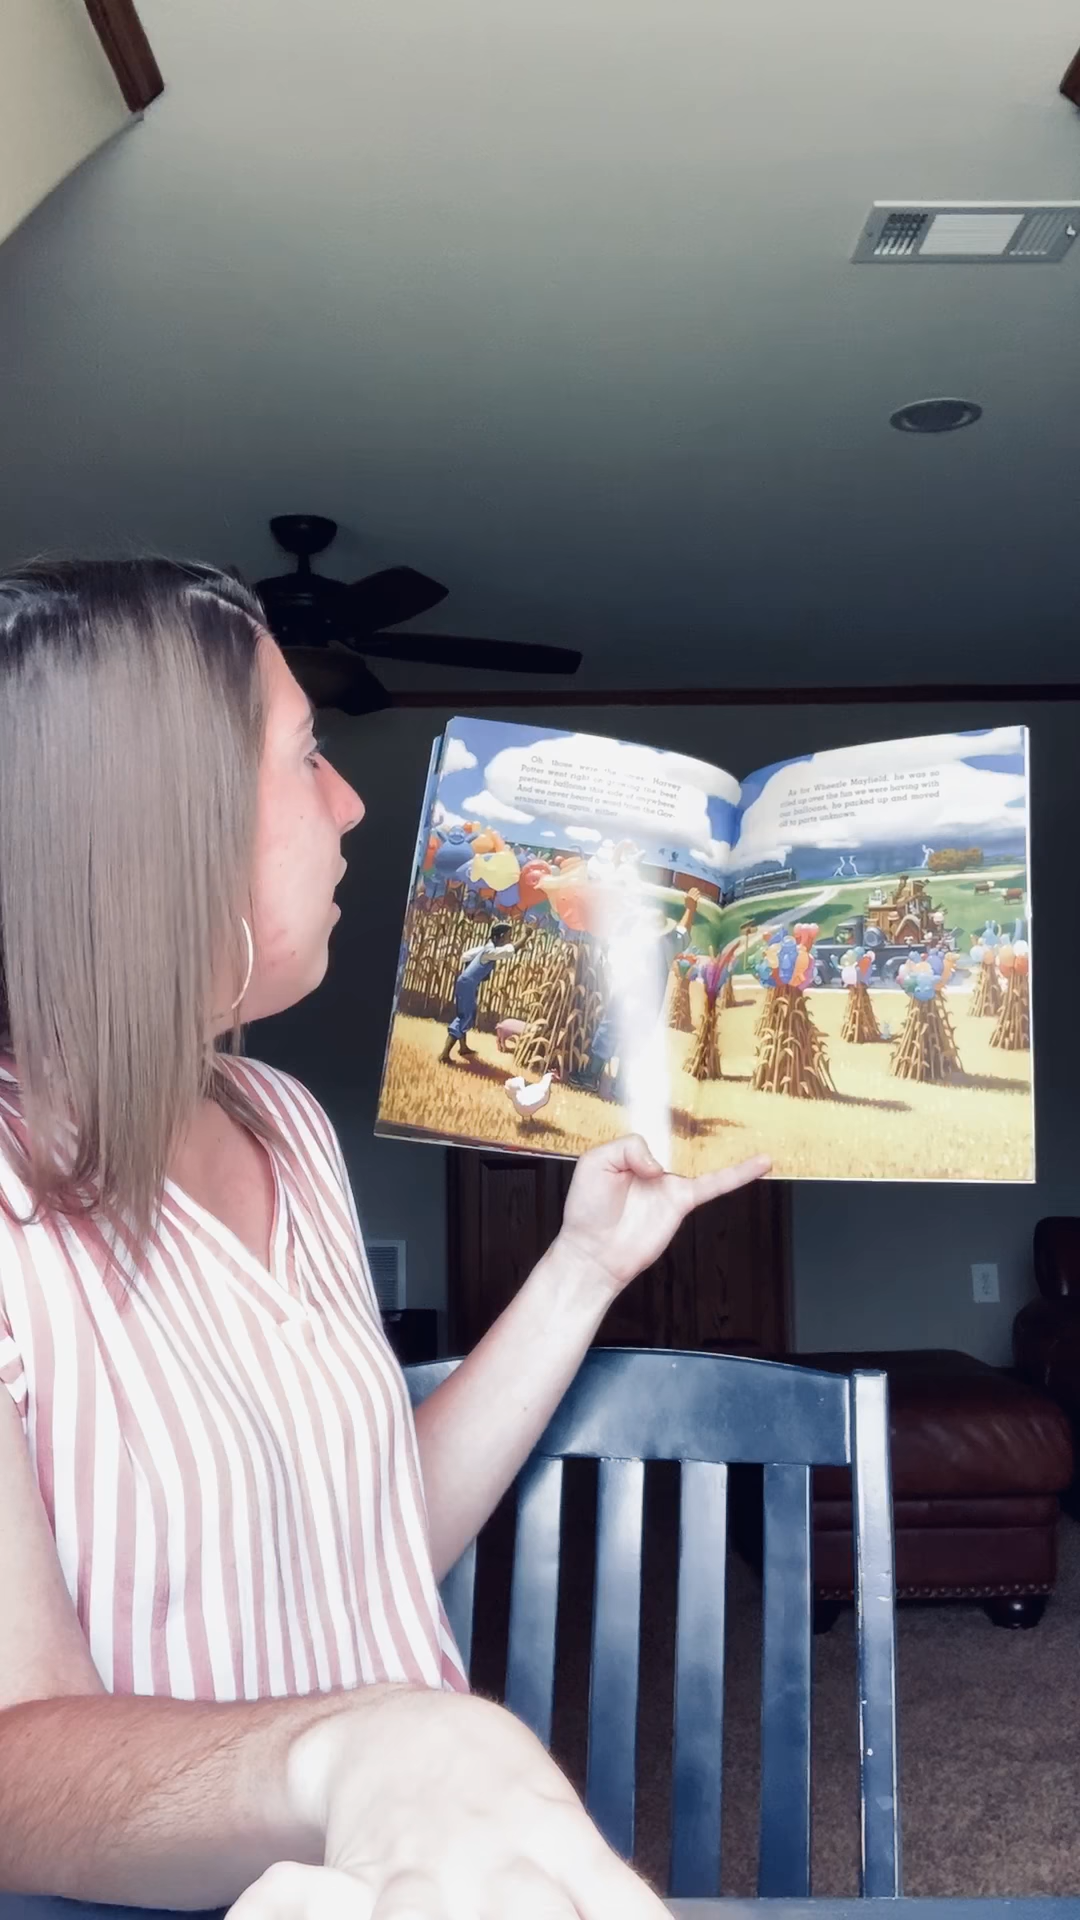 Oh, those were the times. Harvey
Potter went right on growing the best,
prettiest balloons this side of anywhere.
And we never heard a word from the Gov-
ernment men again, either.
As for Wheezle Mayfield, he was so
riled up over the fun we were having with
our balloons, he packed up and moved
off to parts unknown.